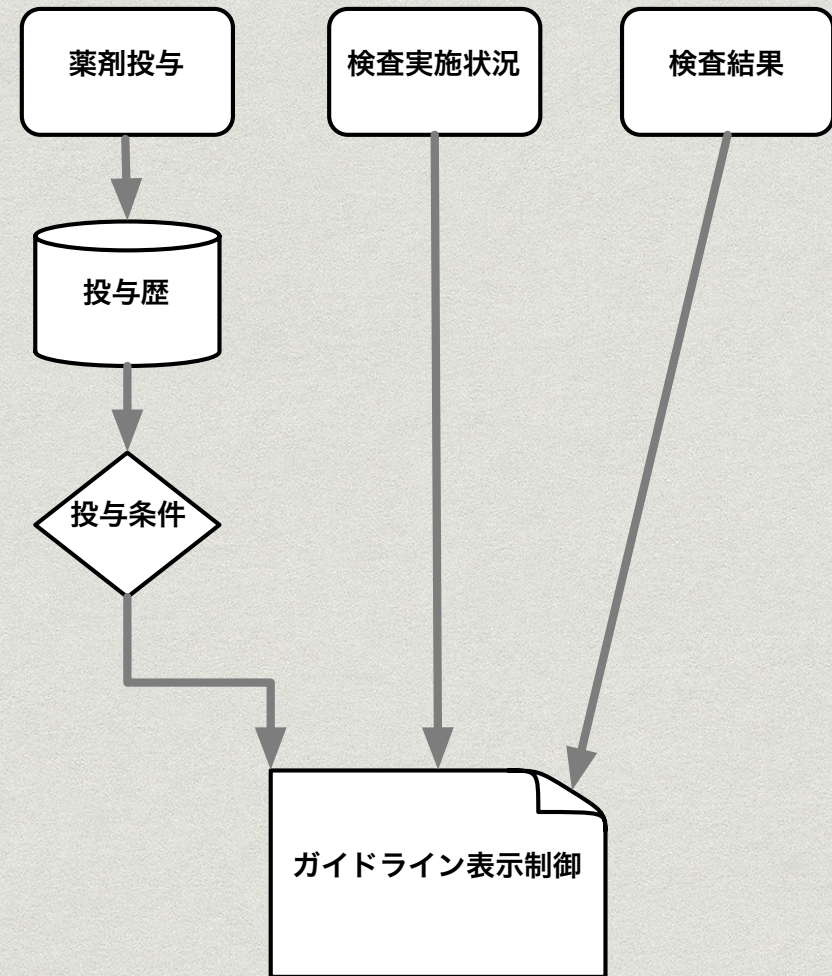 薬剤投与
検査実施状況
検査結果
投与歴
投与条件
ガイドライン表示制御